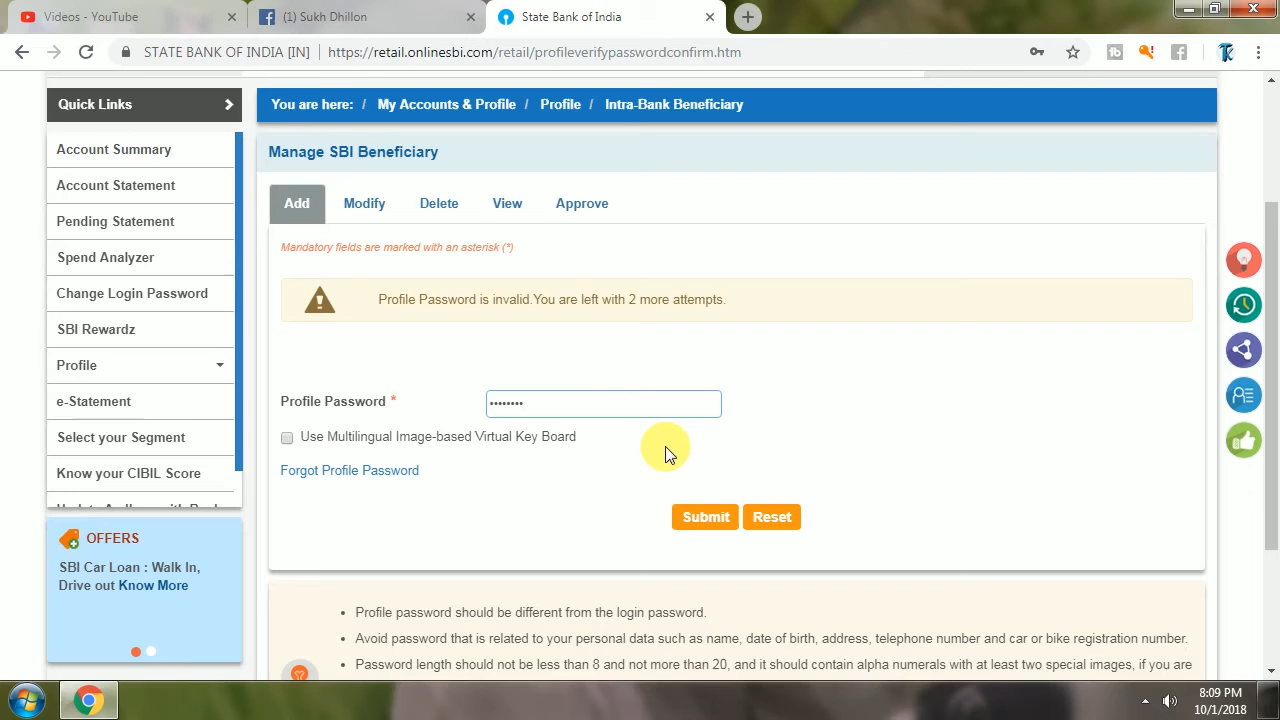 Videos - YouTube
(1) Sukh Dhillon
State Bank of India
STATE BANK OF INDIA [IN]
https://retail.onlinesbi.com/retail/profileverifypasswordconfirm.htm
Quick Links
You are here: / My Accounts & Profile / Profile / Intra-Bank Beneficiary
Account Summary
Account Statement
Pending Statement
Spend Analyzer
Change Login Password
SBI Rewardz
Profile
e-Statement
Select your Segment
Know your CIBIL Score
OFFERS
SBI Car Loan : Walk In,
Drive out Know More
Manage SBI Beneficiary
Add Modify Delete View Approve
Mandatory fields are marked with an asterisk (*)
Profile Password is invalid.You are left with 2 more attempts.
Profile Password *
••••••••
Use Multilingual Image-based Virtual Key Board
Forgot Profile Password
Submit Reset
• Profile password should be different from the login password.
• Avoid password that is related to your personal data such as name, date of birth, address, telephone number and car or bike registration number.
• Password length should not be less than 8 and not more than 20, and it should contain alpha numerals with at least two special images, if you are
8:09 PM
10/1/2018